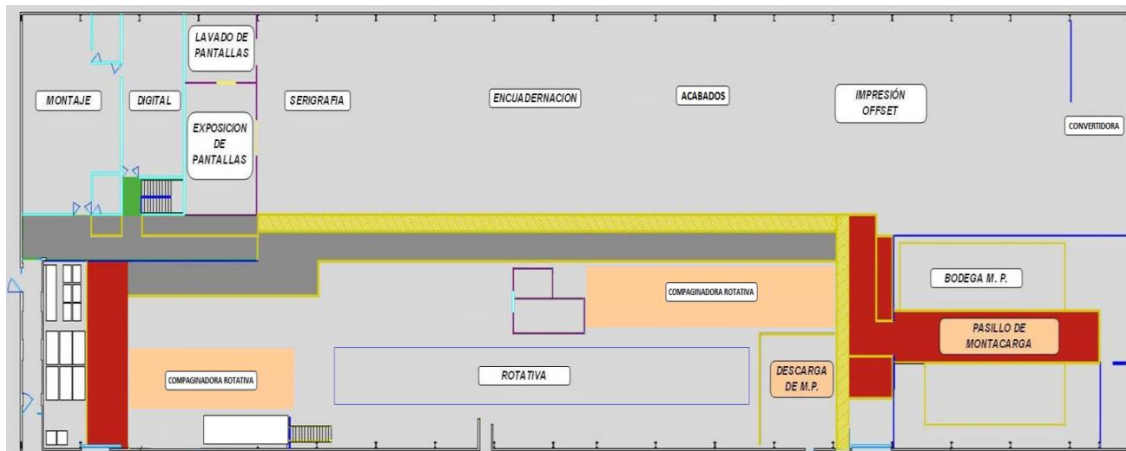 LAVADO DE
PANTALLAS
MONTAJE
DIGITAL
SERIGRAFIA
ENCUADERNACION
ACABADOS
IMPRESIÓN
OFFSET
CONVERTIDORA
EXPOSICION
DE
PANTALLAS
BODEGA M. P.
COMPAGINADORA ROTATIVA
PASILLO DE
MONTACARGA
COMPAGINADORA ROTATIVA
ROTATIVA
DESCARGA
DE M.P.